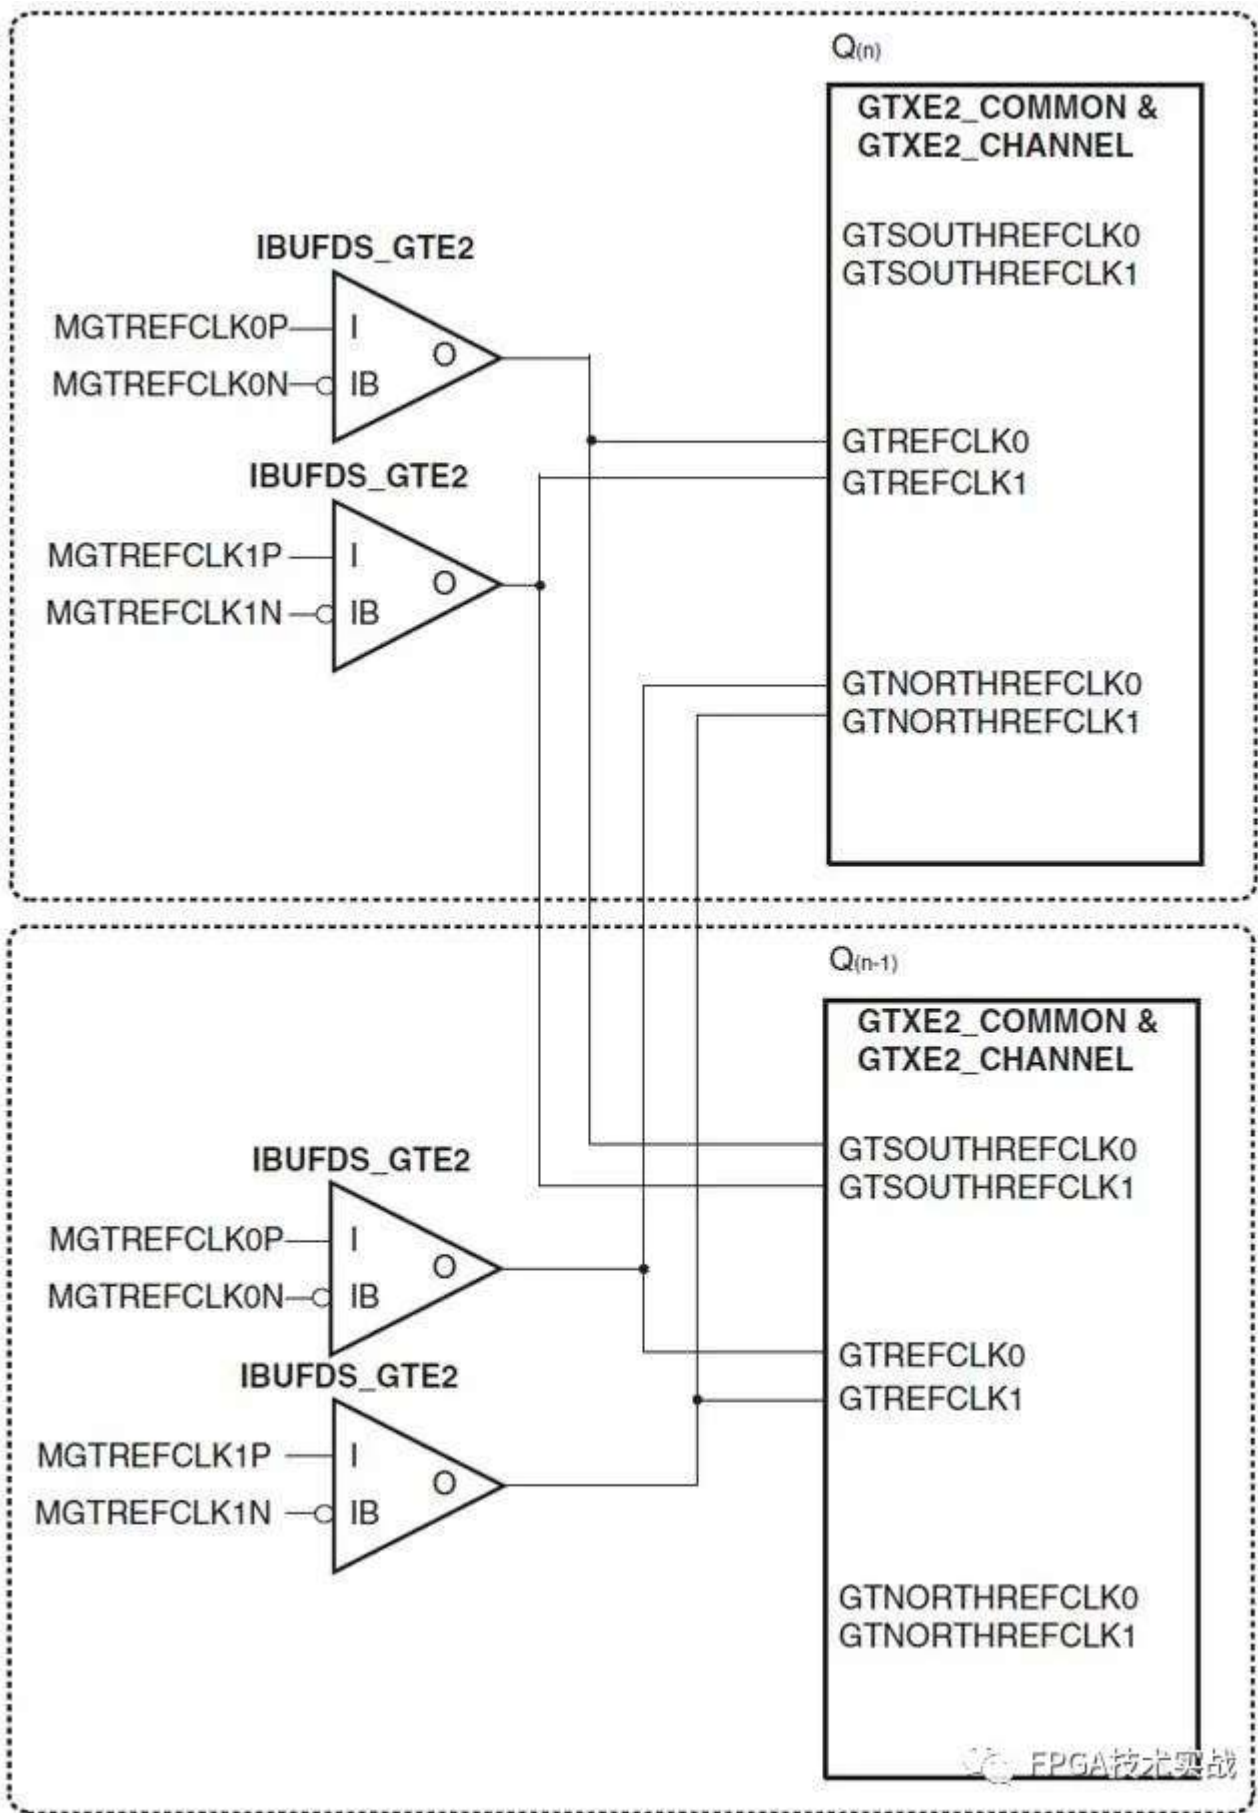 Q(n)
GTXE2_COMMON &
GTXE2_CHANNEL
GTSOUTHREFCLK0
GTSOUTHREFCLK1
IBUFDS_GTE2
MGTREFCLK0P
I
O
MGTREFCLK0N
IB
GTREFCLK0
GTREFCLK1
IBUFDS_GTE2
MGTREFCLK1P
I
O
MGTREFCLK1N
IB
GTNORTHREFCLK0
GTNORTHREFCLK1
Q(n-1)
GTXE2_COMMON &
GTXE2_CHANNEL
GTSOUTHREFCLK0
GTSOUTHREFCLK1
IBUFDS_GTE2
MGTREFCLK0P
I
O
MGTREFCLK0N
IB
GTREFCLK0
GTREFCLK1
IBUFDS_GTE2
MGTREFCLK1P
I
O
MGTREFCLK1N
IB
GTNORTHREFCLK0
GTNORTHREFCLK1
FPGA技术实战